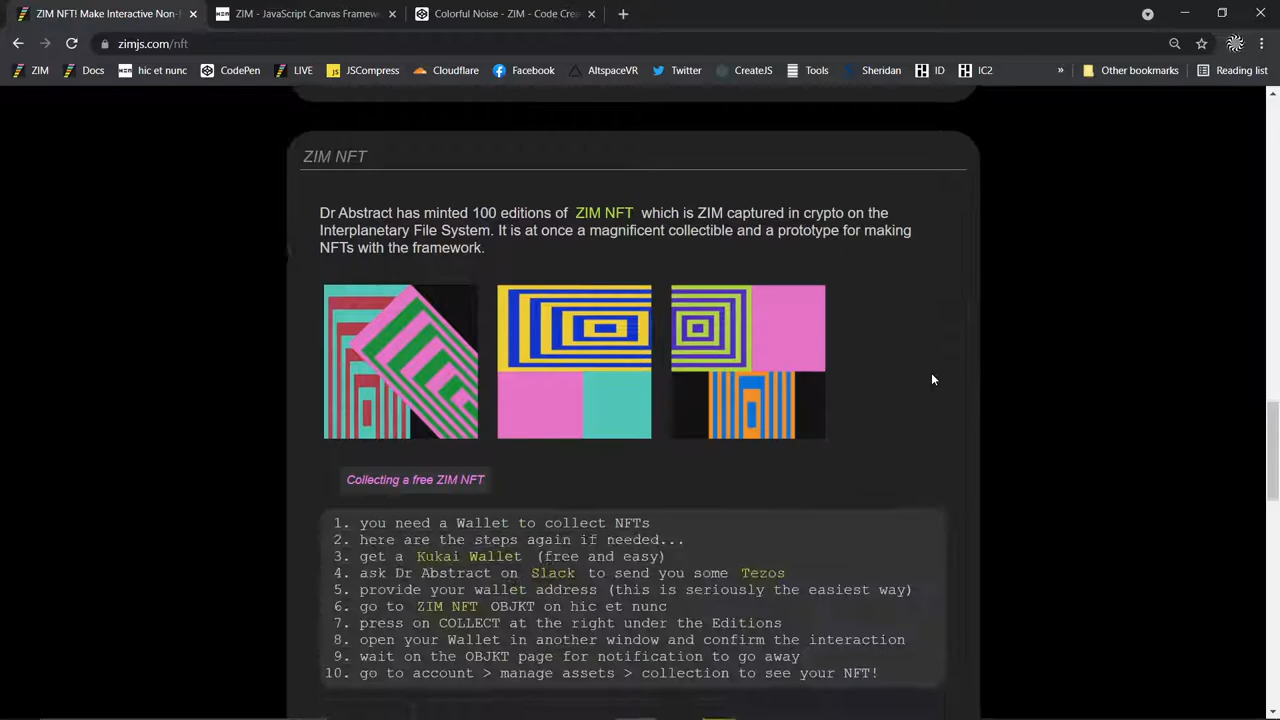 ZIM NFT! Make Interactive Non-
ZIM - JavaScript Canvas Framew
Colorful Noise - ZIM - Code Crea
zimjs.com/nft
ZIM
Docs
hic et nunc
CodePen
LIVE
JSCompress
Cloudflare
Facebook
AltspaceVR
Twitter
CreateJS
Tools
Sheridan
ID
IC2
»
Other bookmarks
Reading list
ZIM NFT
Dr Abstract has minted 100 editions of ZIM NFT which is ZIM captured in crypto on the
Interplanetary File System. It is at once a magnificent collectible and a prototype for making
NFTs with the framework.
Collecting a free ZIM NFT
1. you need a Wallet to collect NFTs
2. here are the steps again if needed...
3. get a Kukai Wallet (free and easy)
4. ask Dr Abstract on Slack to send you some Tezos
5. provide your wallet address (this is seriously the easiest way)
6. go to ZIM NFT OBJKT on hic et nunc
7. press on COLLECT at the right under the Editions
8. open your Wallet in another window and confirm the interaction
9. wait on the OBJKT page for notification to go away
10. go to account > manage assets > collection to see your NFT!